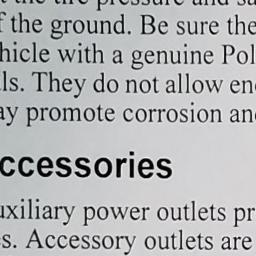 the tire pressure and sa
f the ground. Be sure the
hicle with a genuine Pol
ls. They do not allow en
ay promote corrosion an
ccessories
uxiliary power outlets pr
s. Accessory outlets are